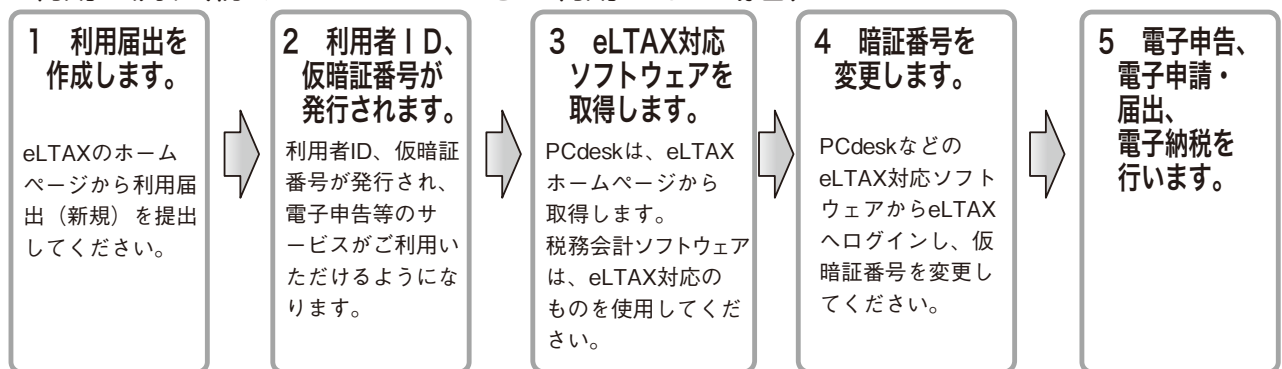 1　利用届出を
作成します。
eLTAXのホーム
ページから利用届
出（新規）を提出
してください。
2　利用者ＩＤ、
仮暗証番号が
発行されます。
利用者ID、仮暗証
番号が発行され、
電子申告等のサ
ービスがご利用い
ただけるようにな
ります。
3　eLTAX対応
ソフトウェアを
取得します。
PCdeskは、eLTAX
ホームページから
取得します。
税務会計ソフトウェア
は、eLTAX対応の
ものを使用してくだ
さい。
4　暗証番号を
変更します。
PCdeskなどの
eLTAX対応ソフト
ウェアからeLTAX
へログインし、仮
暗証番号を変更し
てください。
5　電子申告、
電子申請・
届出、
電子納税を
行います。